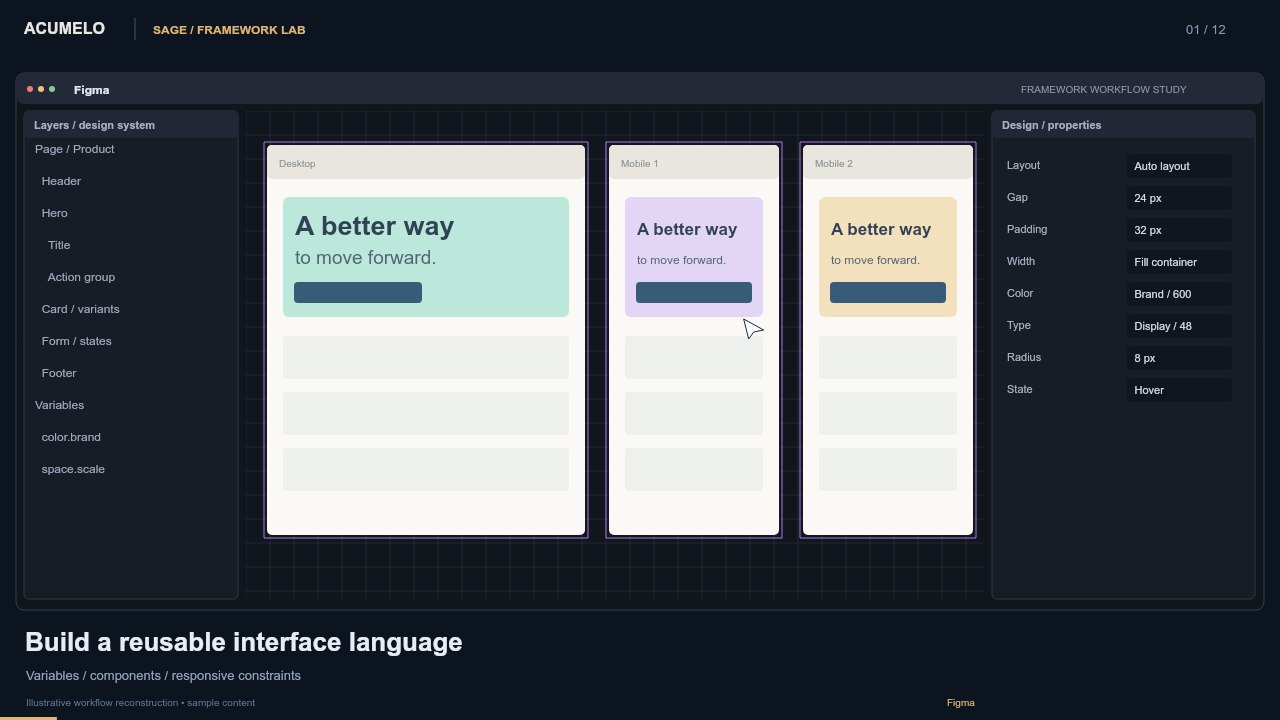 ACUMELO
SAGE / FRAMEWORK LAB
01 / 12
Figma
FRAMEWORK WORKFLOW STUDY
Layers / design system
Page / Product
Header
Hero
Title
Action group
Card / variants
Form / states
Footer
Variables
color.brand
space.scale
Desktop
A better way
to move forward.
Mobile 1
A better way
to move forward.
Mobile 2
A better way
to move forward.
Design / properties
Layout Auto layout
Gap 24 px
Padding 32 px
Width Fill container
Color Brand / 600
Type Display / 48
Radius 8 px
State Hover
Build a reusable interface language
Variables / components / responsive constraints
Illustrative workflow reconstruction • sample content
Figma